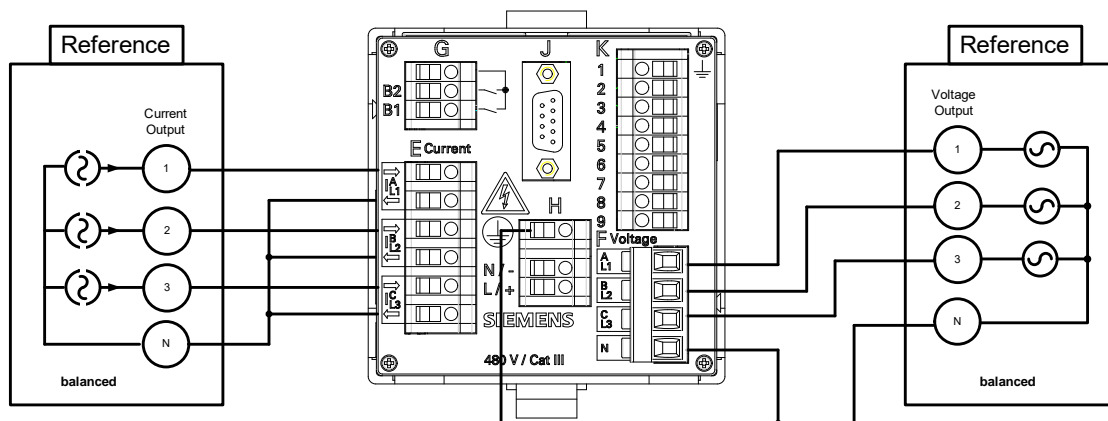 Reference
Current
Output
1
2
3
N
balanced
G
B2
B1
E Current
A
L1
B
L2
C
L3
J
K
1
2
3
4
5
6
7
8
9
H
N / -
L / +
SIEMENS
480 V / Cat III
F Voltage
A
L1
B
L2
C
L3
N
Reference
Voltage
Output
1
2
3
N
balanced